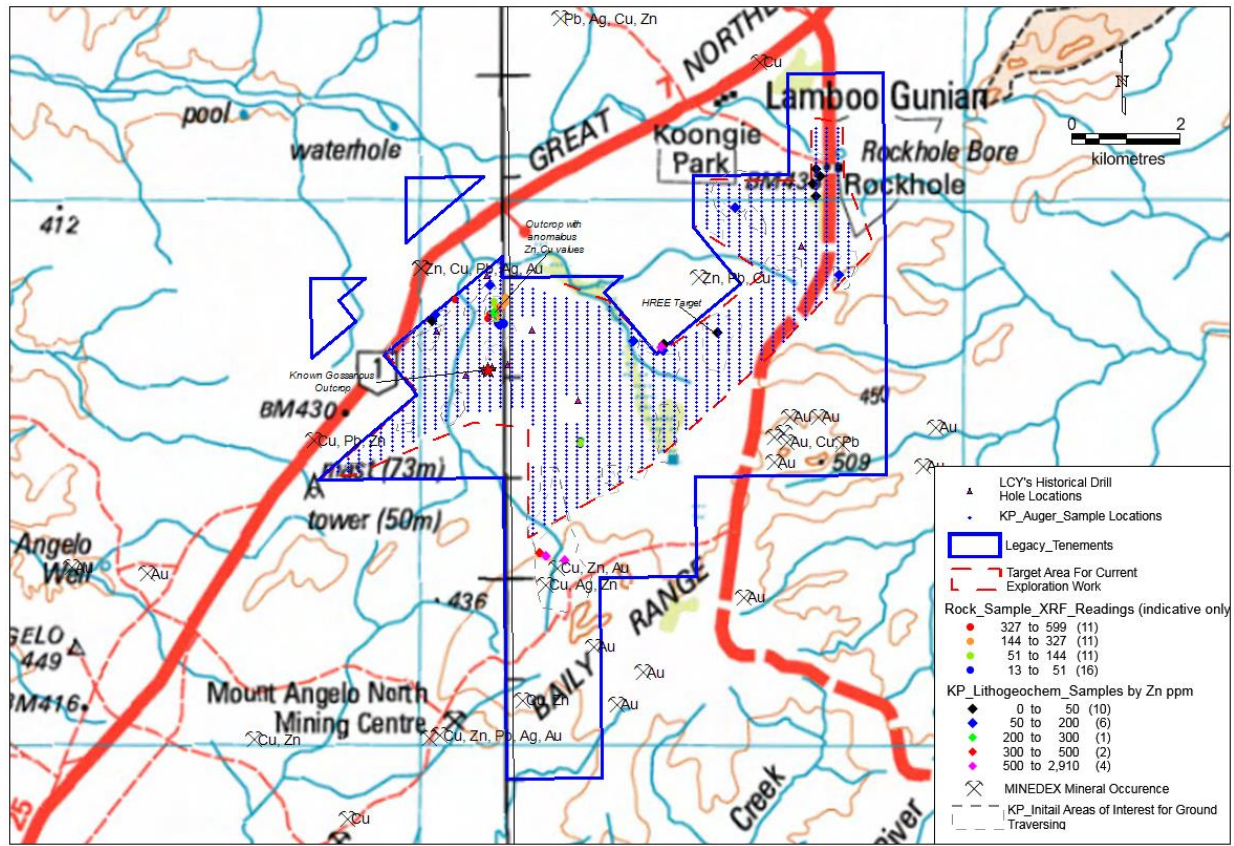 Pb, Ag, Cu, Zn
NORTHE
Cu
N
Lamboo Gunian
0 2
kilometres
pool
GREAT
Koongie
Park
waterhole
Rockhole Bore
BM43
Rockhole
412
Outcrop with
anomalous
Zn,Cu values
Zn, Cu, Pb, Ag, Au
Zn, Pb, Cu
HREE Target
1
Known Gossanous
Outcrop
BM430
450
Au Au
Au
Cu, Pb, Zn
Au, Cu, Pb
Au
509
Au
mast (73m)
tower (50m)
Angelo
Well
Au
Au
Cu, Zn, Au
Cu, Ag, Zn
436
RANGE
Au
GELO
449
Au
Au
BM416
Mount Angelo North
Mining Centre
BAILY
Cu, Zn
Au
Cu, Zn
Cu, Zn, Pb, Ag, Au
25
Cu
Creek
River
LCY's Historical Drill
Hole Locations
KP_Auger_Sample Locations
Legacy_Tenements
Target Area For Current
Exploration Work
Rock_Sample_XRF_Readings (indicative only
327 to 599 (11)
144 to 327 (11)
51 to 144 (11)
13 to 51 (16)
KP_Lithogeochem_Samples by Zn ppm
0 to 50 (10)
50 to 200 (6)
200 to 300 (1)
300 to 500 (2)
500 to 2,910 (4)
MINEDEX Mineral Occurence
KP_Initail Areas of Interest for Ground
Traversing